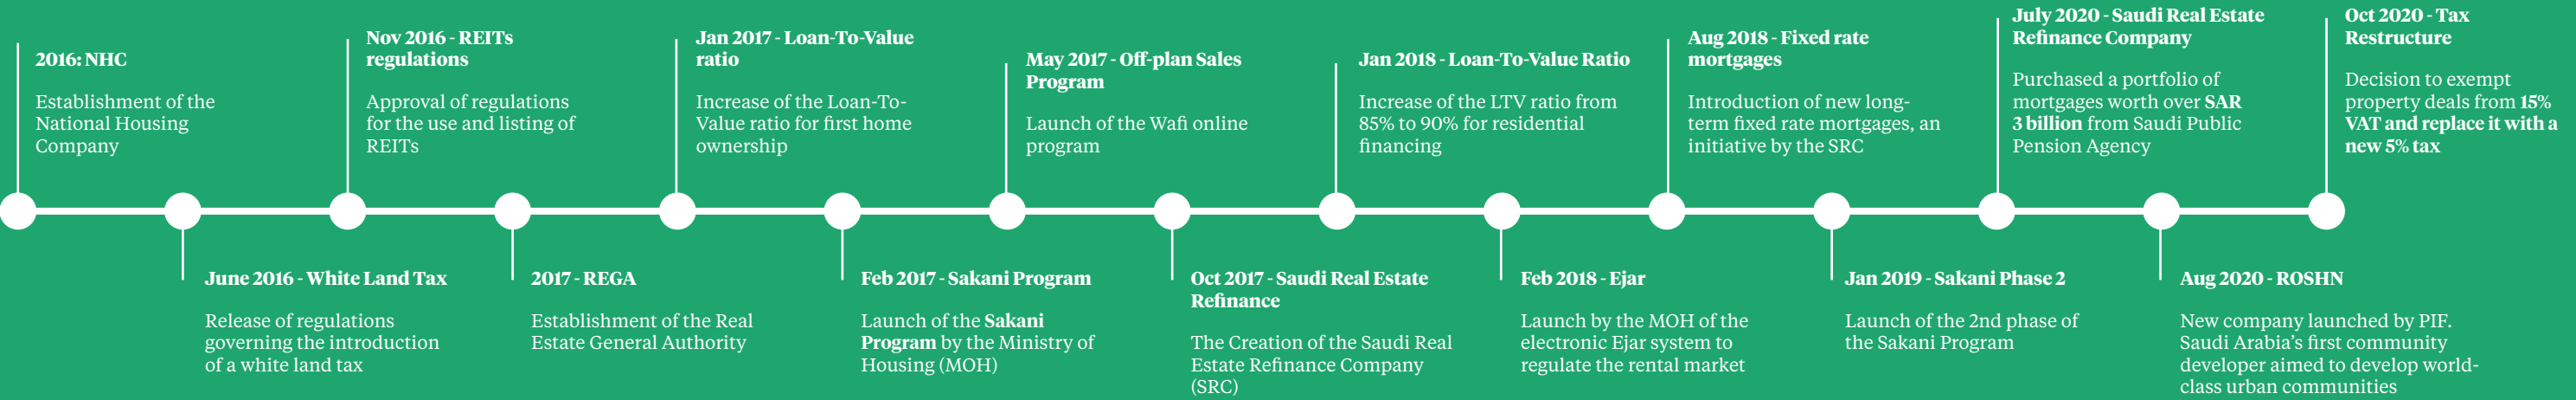 2016: NHC
Establishment of the
National Housing
Company
June 2016 - White Land Tax
Release of regulations
governing the introduction
of a white land tax
Nov 2016 - REITs
regulations
Approval of regulations
for the use and listing of
REITs
2017 - REGA
Establishment of the Real
Estate General Authority
Jan 2017 - Loan-To-Value
ratio
Increase of the Loan-To-
Value ratio for first home
ownership
Feb 2017 - Sakani Program
Launch of the Sakani
Program by the Ministry of
Housing (MOH)
May 2017 - Off-plan Sales
Program
Launch of the Wafi online
program
Oct 2017 - Saudi Real Estate
Refinance
The Creation of the Saudi Real
Estate Refinance Company
(SRC)
Jan 2018 - Loan-To-Value Ratio
Increase of the LTV ratio from
85% to 90% for residential
financing
Feb 2018 - Ejar
Launch by the MOH of the
electronic Ejar system to
regulate the rental market
Aug 2018 - Fixed rate
mortgages
Introduction of new long-
term fixed rate mortgages, an
initiative by the SRC
Jan 2019 - Sakani Phase 2
Launch of the 2nd phase of
the Sakani Program
July 2020 - Saudi Real Estate
Refinance Company
Purchased a portfolio of
mortgages worth over SAR
3 billion from Saudi Public
Pension Agency
Aug 2020 - ROSHN
New company launched by PIF.
Saudi Arabia's first community
developer aimed to develop world-
class urban communities
Oct 2020 - Tax
Restructure
Decision to exempt
property deals from 15%
VAT and replace it with a
new 5% tax